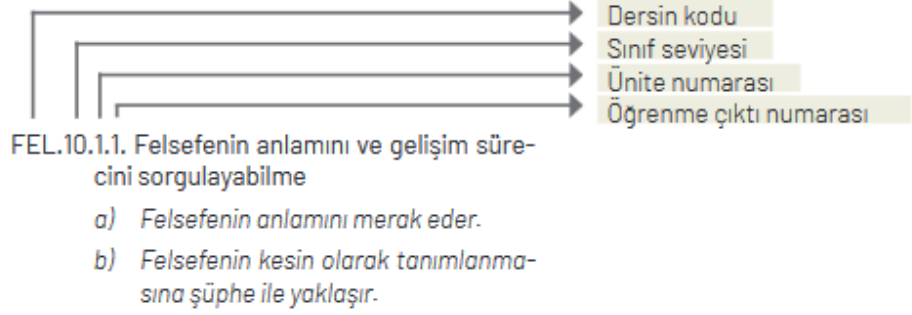 Dersin kodu
Sınıf seviyesi
Ünite numarası
Öğrenme çıktı numarası
FEL.10.1.1. Felsefenin anlamını ve gelişim süre-
cini sorgulayabilme
a) Felsefenin anlamını merak eder.
b) Felsefenin kesin olarak tanımlanma-
sına şüphe ile yaklaşır.